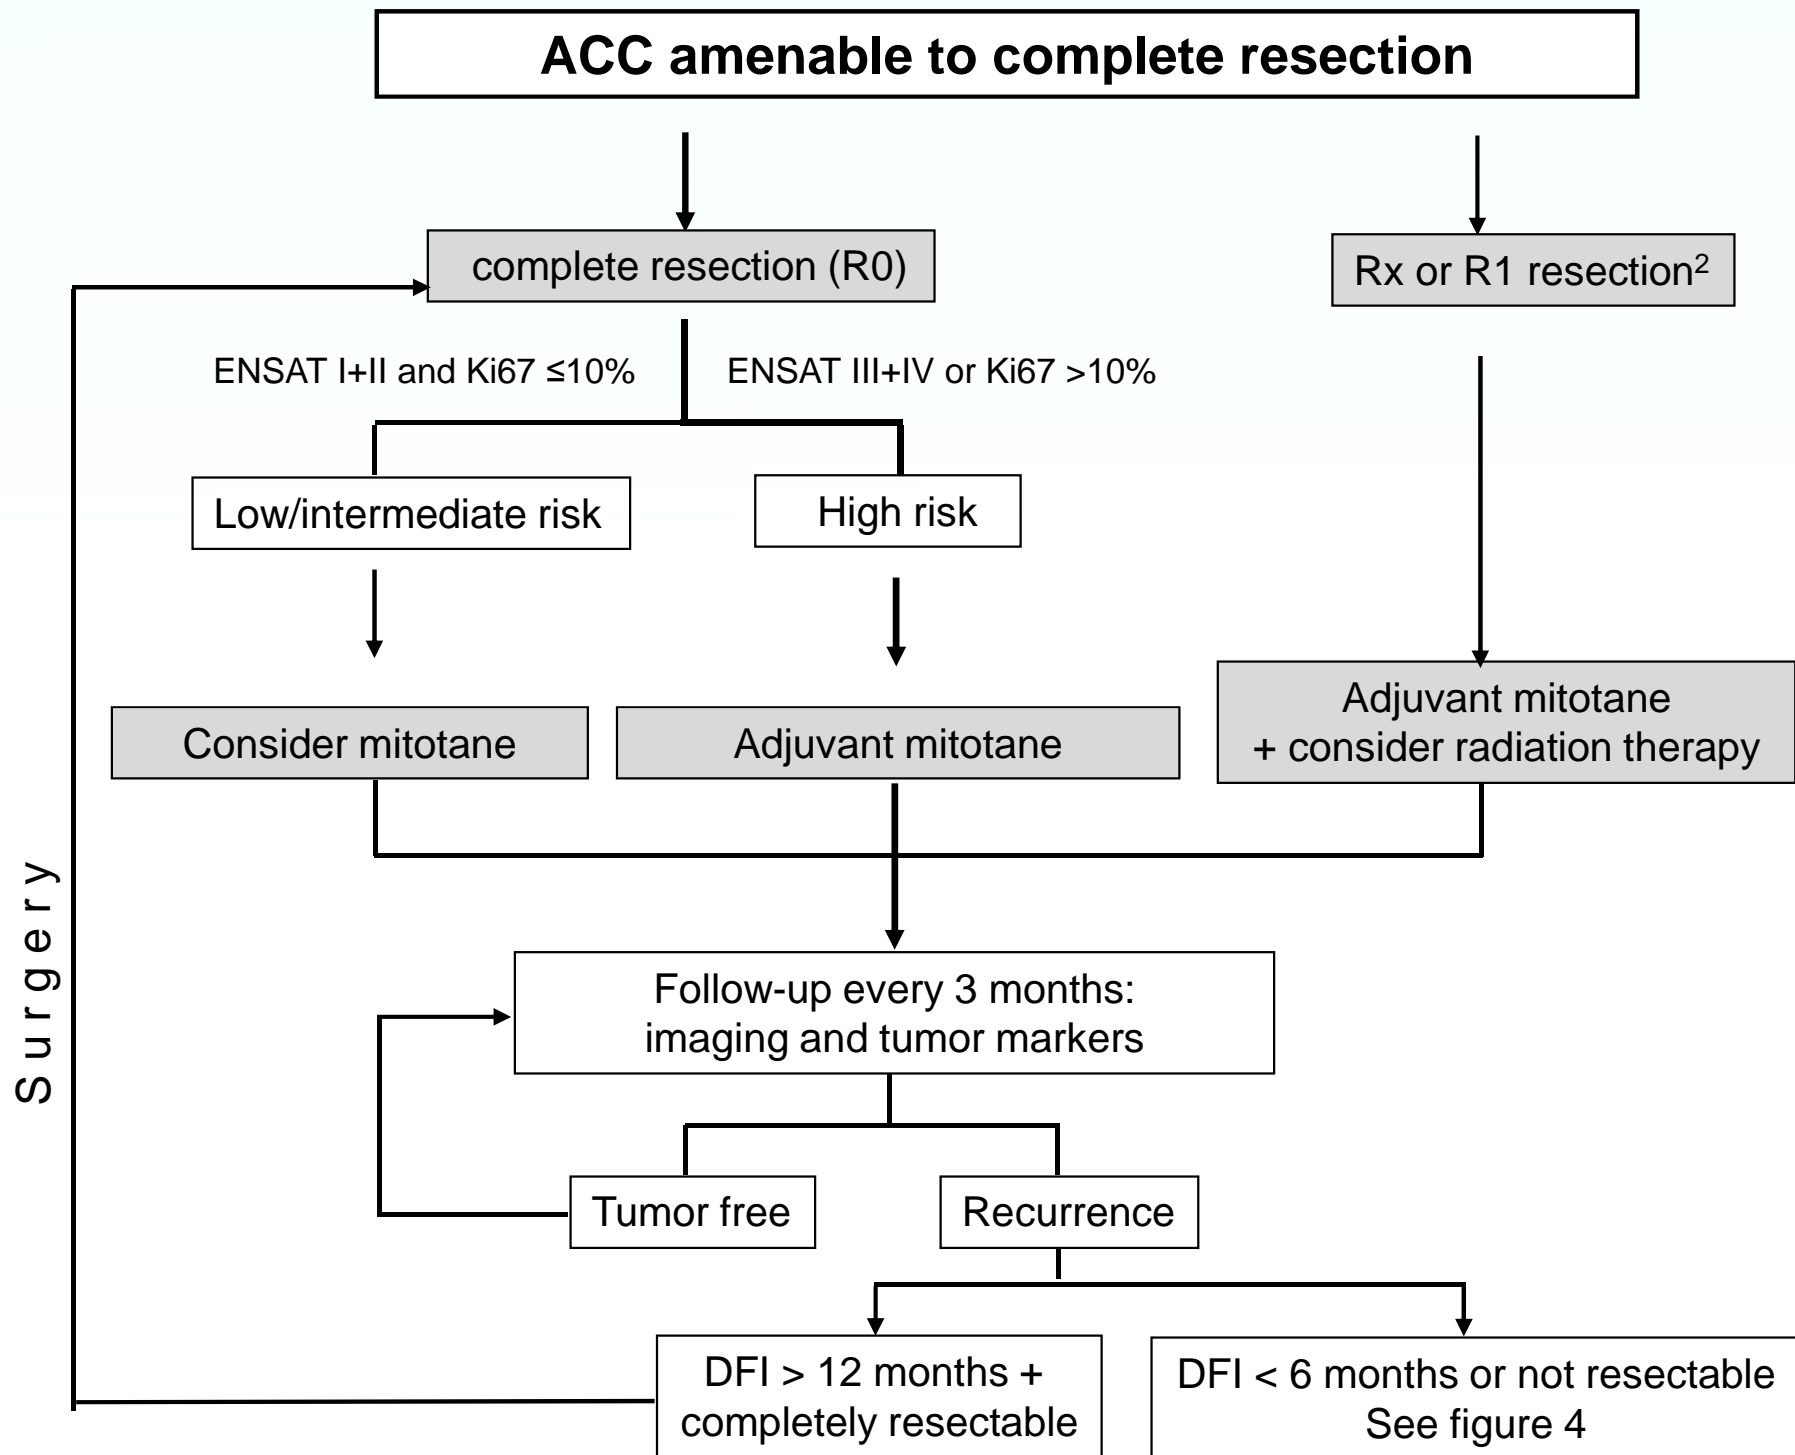 ACC amenable to complete resection
complete resection (R0)
Rx or R1 resection²
ENSAT I+II and Ki67 ≤10%
ENSAT III+IV or Ki67 >10%
Low/intermediate risk
High risk
Consider mitotane
Adjuvant mitotane
Adjuvant mitotane
+ consider radiation therapy
Surgery
Follow-up every 3 months:
imaging and tumor markers
Tumor free
Recurrence
DFI > 12 months +
completely resectable
DFI < 6 months or not resectable
See figure 4